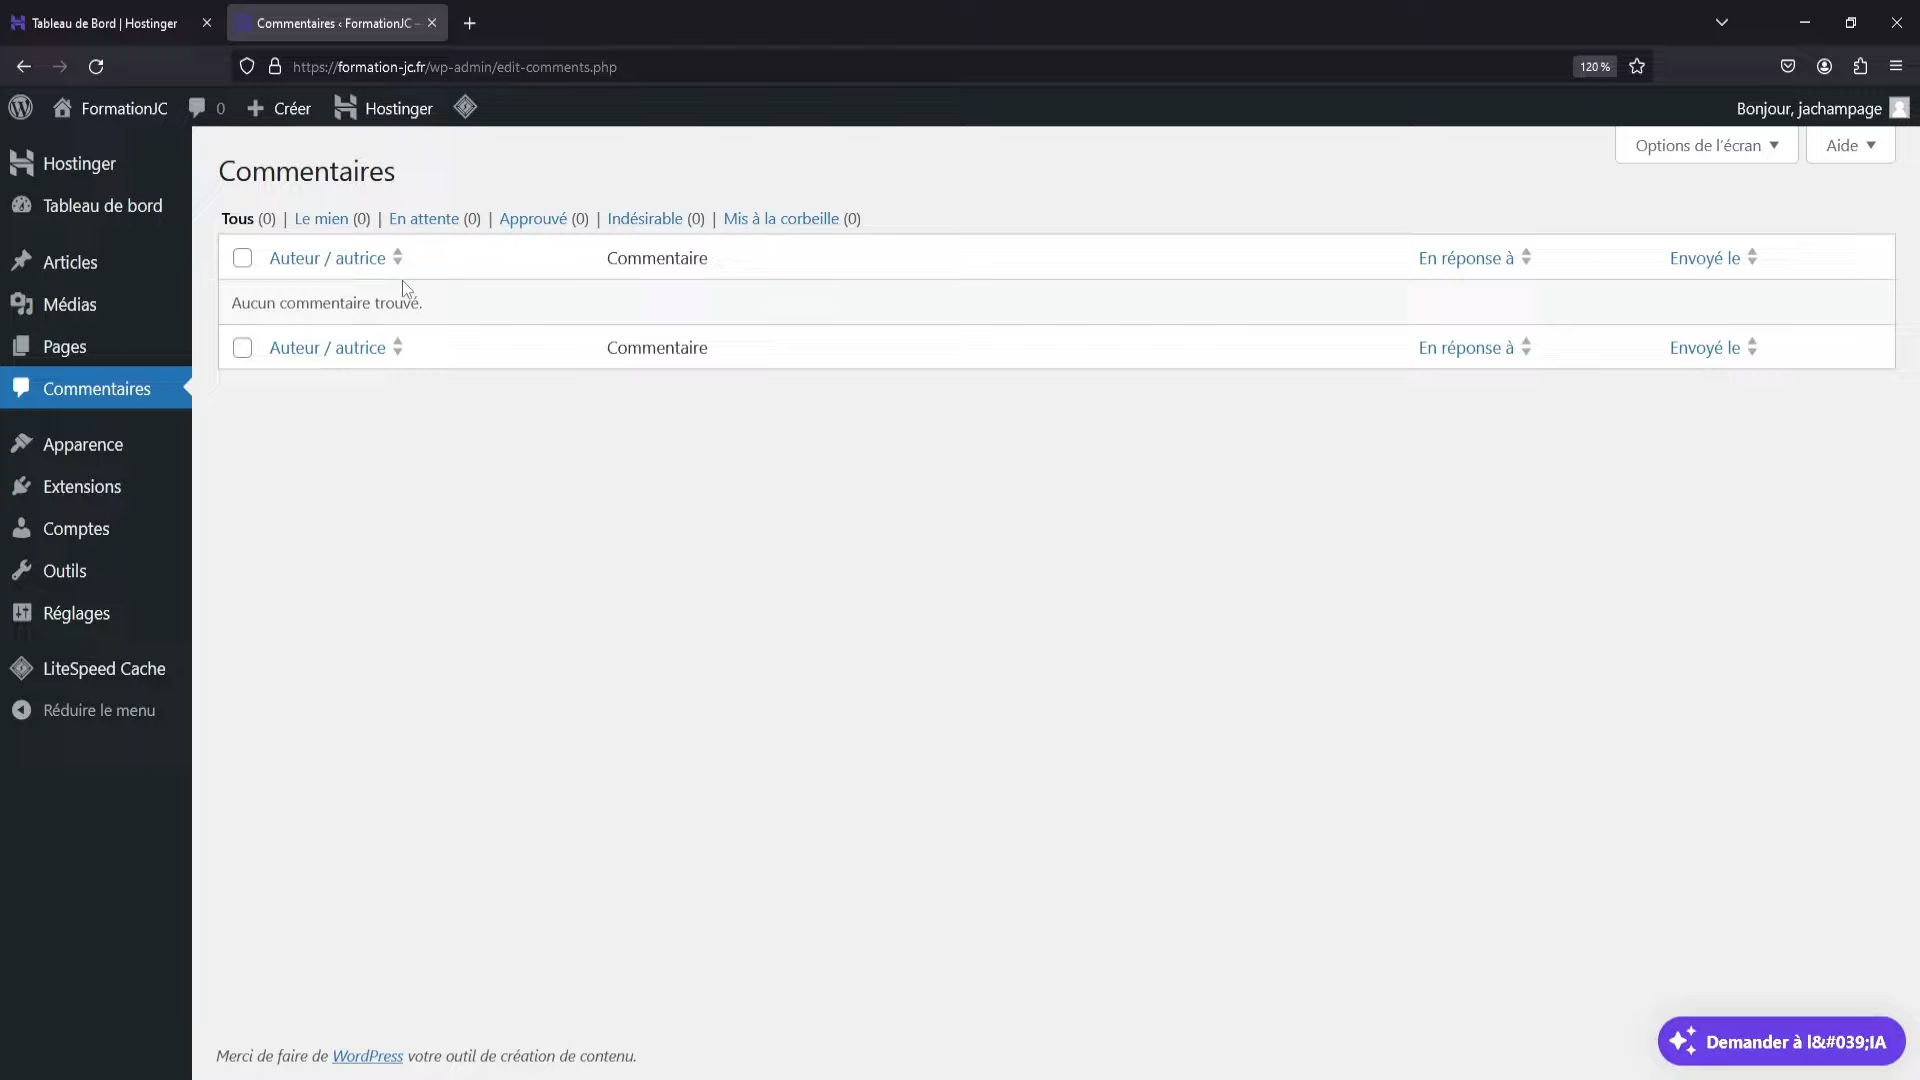 Tableau de Bord | Hostinger
Commentaires ‹ FormationJC —
https://formation-jc.fr/wp-admin/edit-comments.php
120 %
FormationJC
0
Créer
Hostinger
Bonjour, jachampage
Hostinger
Tableau de bord
Articles
Médias
Pages
Commentaires
Apparence
Extensions
Comptes
Outils
Réglages
LiteSpeed Cache
Réduire le menu
Options de l’écran
Aide
Commentaires
Tous (0) | Le mien (0) | En attente (0) | Approuvé (0) | Indésirable (0) | Mis à la corbeille (0)
Auteur / autrice Commentaire En réponse à Envoyé le
Aucun commentaire trouvé.
Auteur / autrice Commentaire En réponse à Envoyé le
Merci de faire de WordPress votre outil de création de contenu.
Demander à l&#039;IA